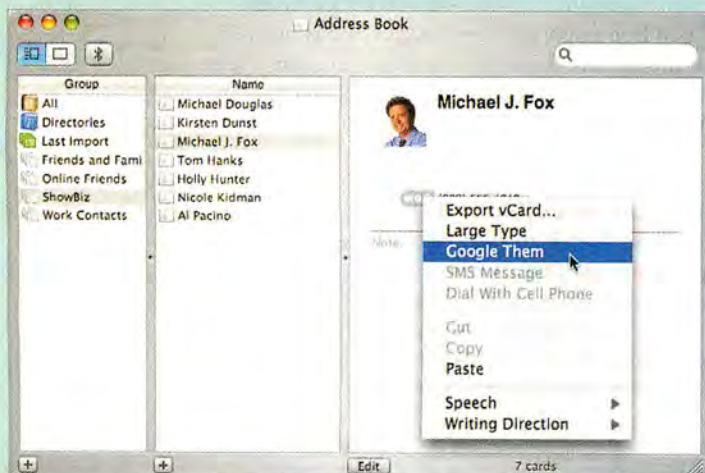 Address Book
Group
All
Directories
Last Import
Friends and Fami
Online Friends
ShowBiz
Work Contacts
Name
Michael Douglas
Kirsten Dunst
Michael J. Fox
Tom Hanks
Holly Hunter
Nicole Kidman
Al Pacino
Michael J. Fox
Note:
Export vCard...
Large Type
Google Them
SMS Message
Dial With Cell Phone
Cut
Copy
Paste
Speech
Writing Direction
Edit
7 cards